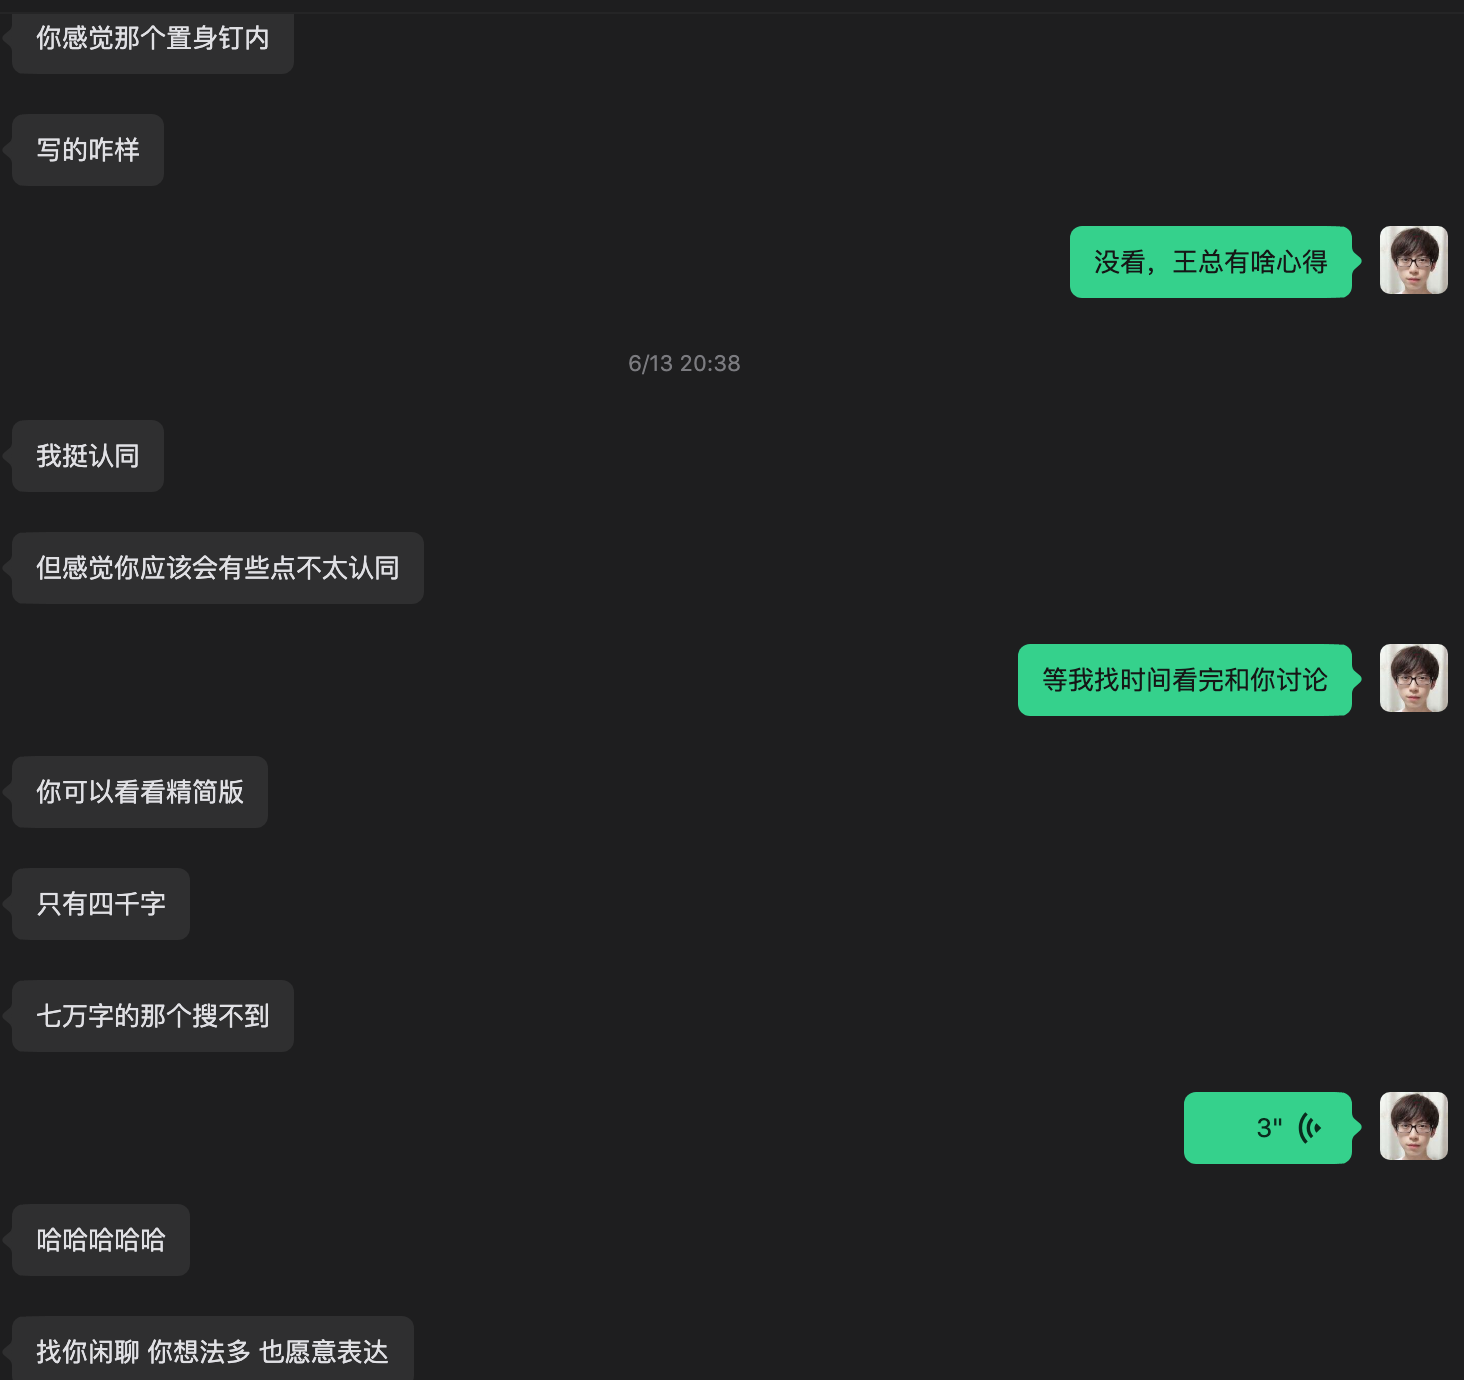 你感觉那个置身钉内
写的咋样
没看，王总有啥心得
6/13 20:38
我挺认同
但感觉你应该会有些点不太认同
等我找时间看完和你讨论
你可以看看精简版
只有四千字
七万字的那个搜不到
3"
哈哈哈哈哈
找你闲聊 你想法多 也愿意表达